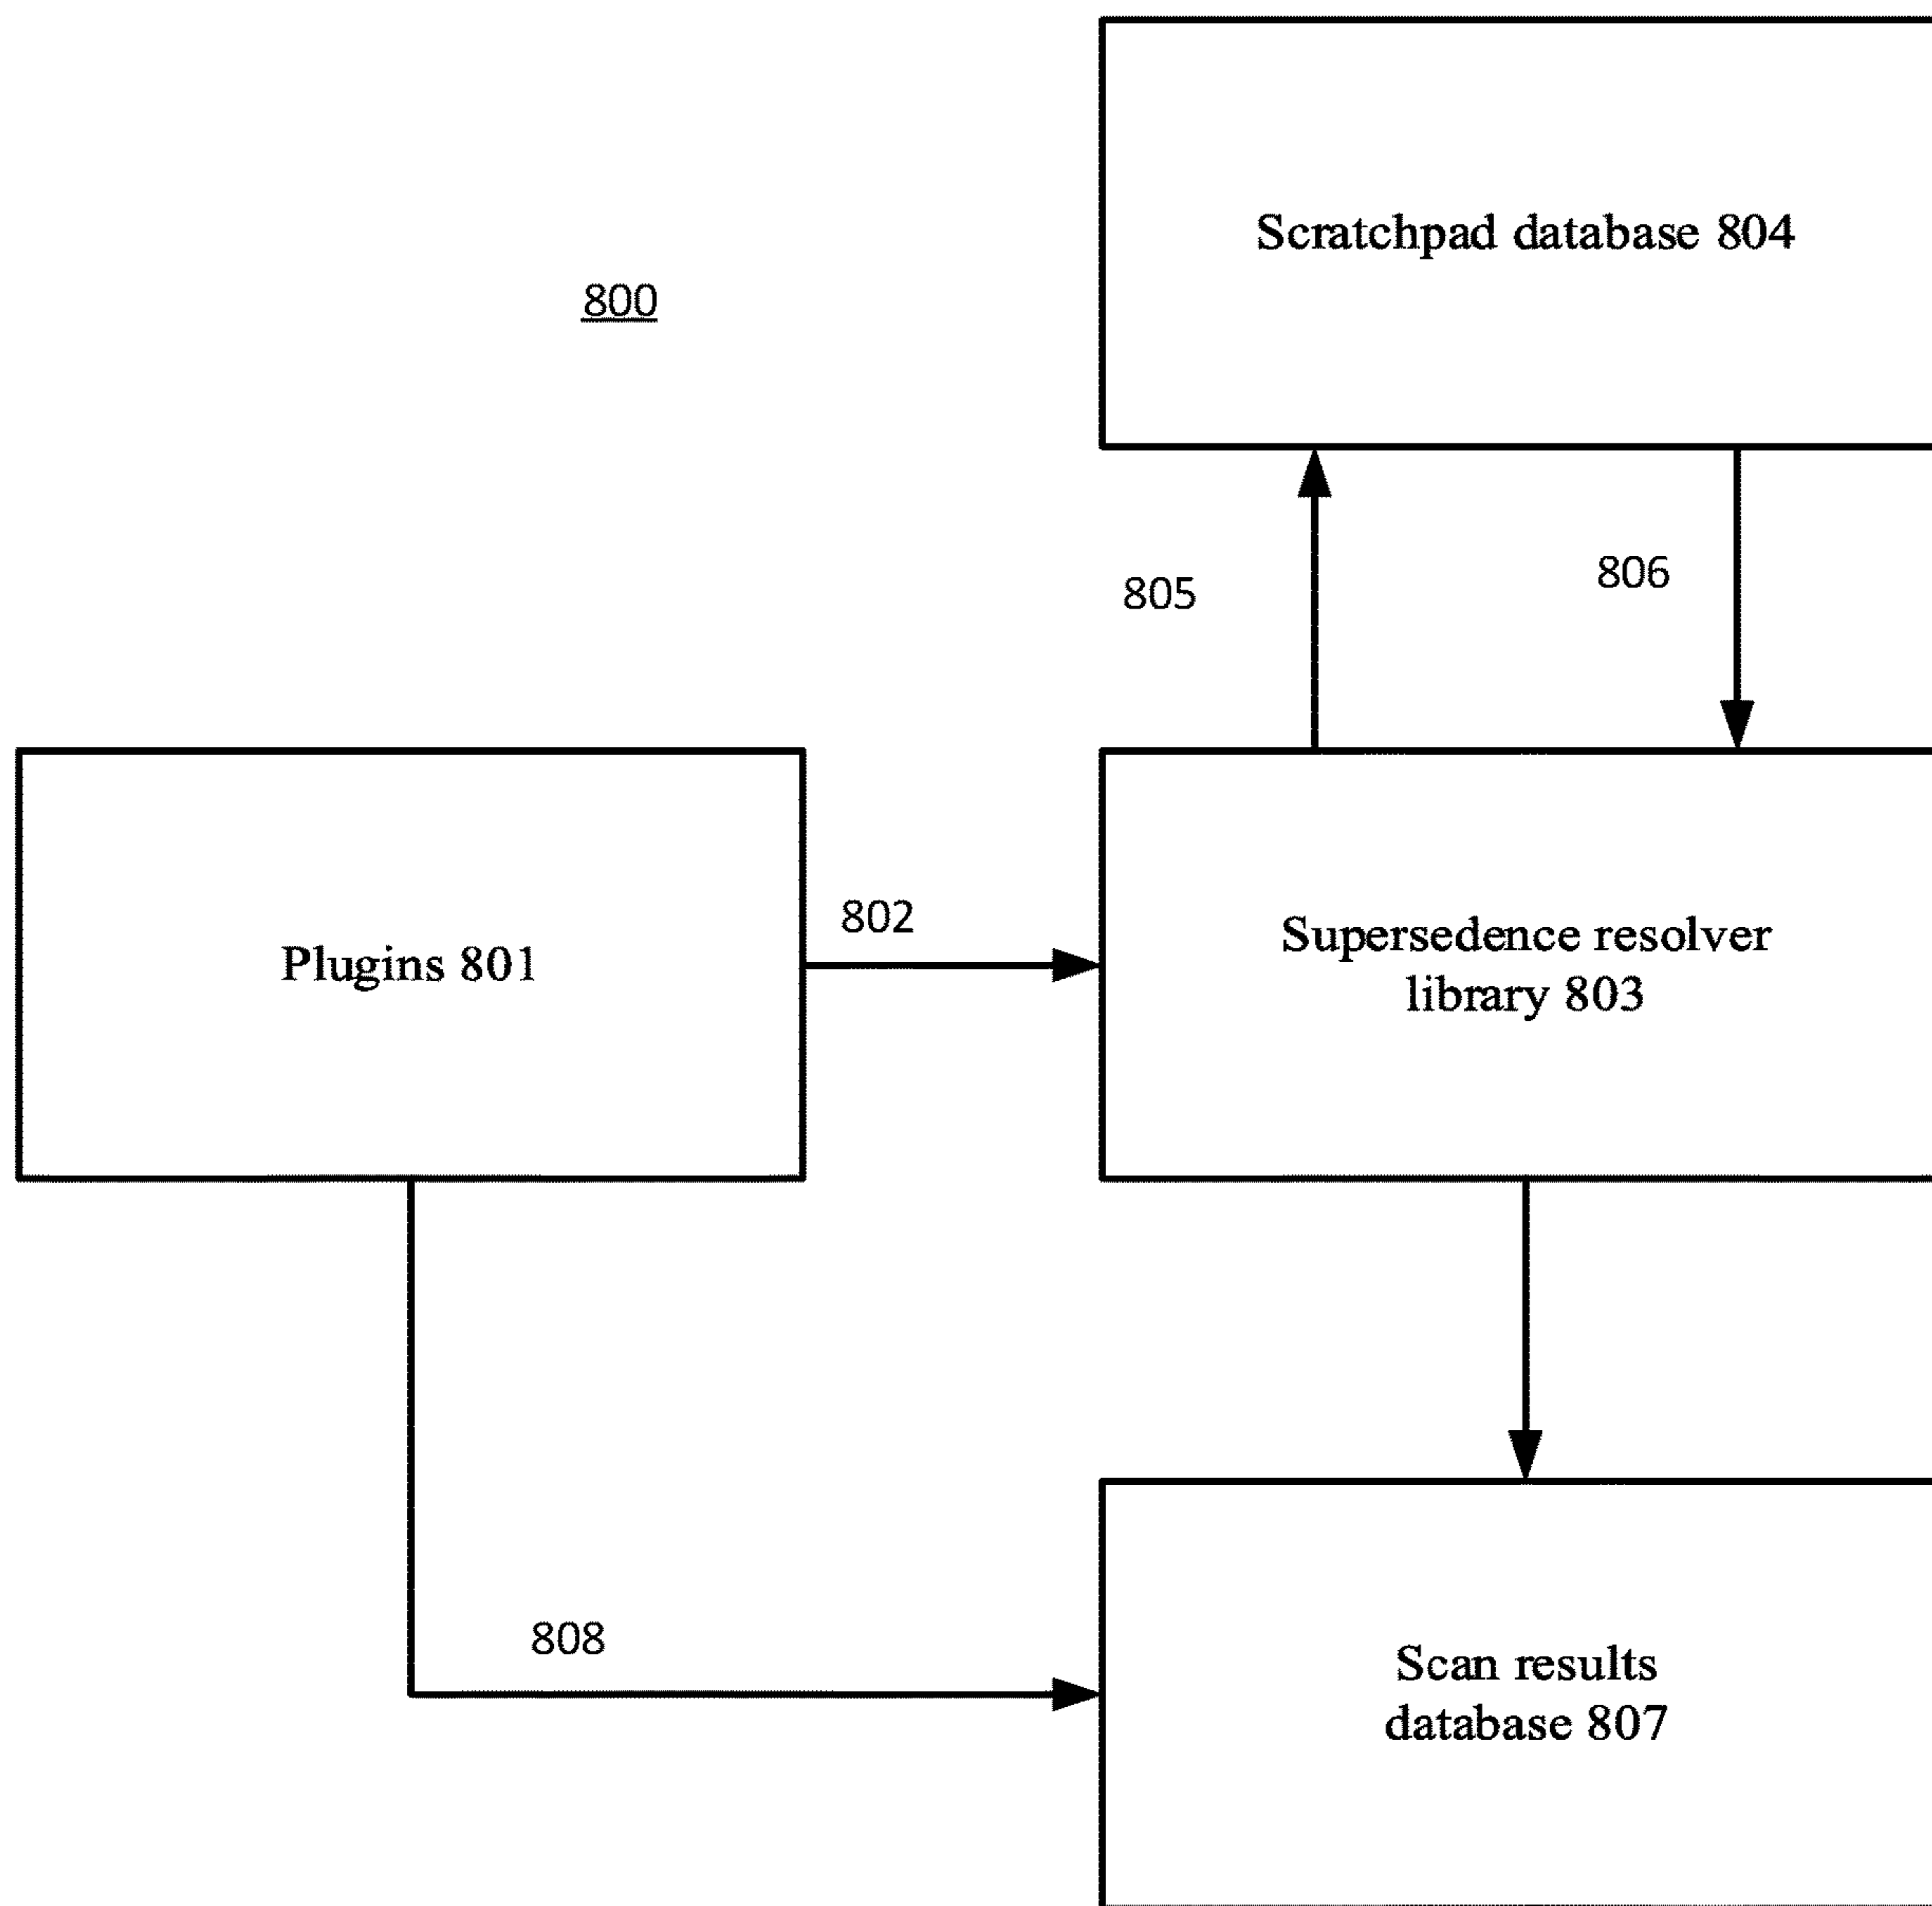 Scratchpad database 804
800
805
806
Plugins 801
802
Supersedence resolver
library 803
808
Scan results
database 807